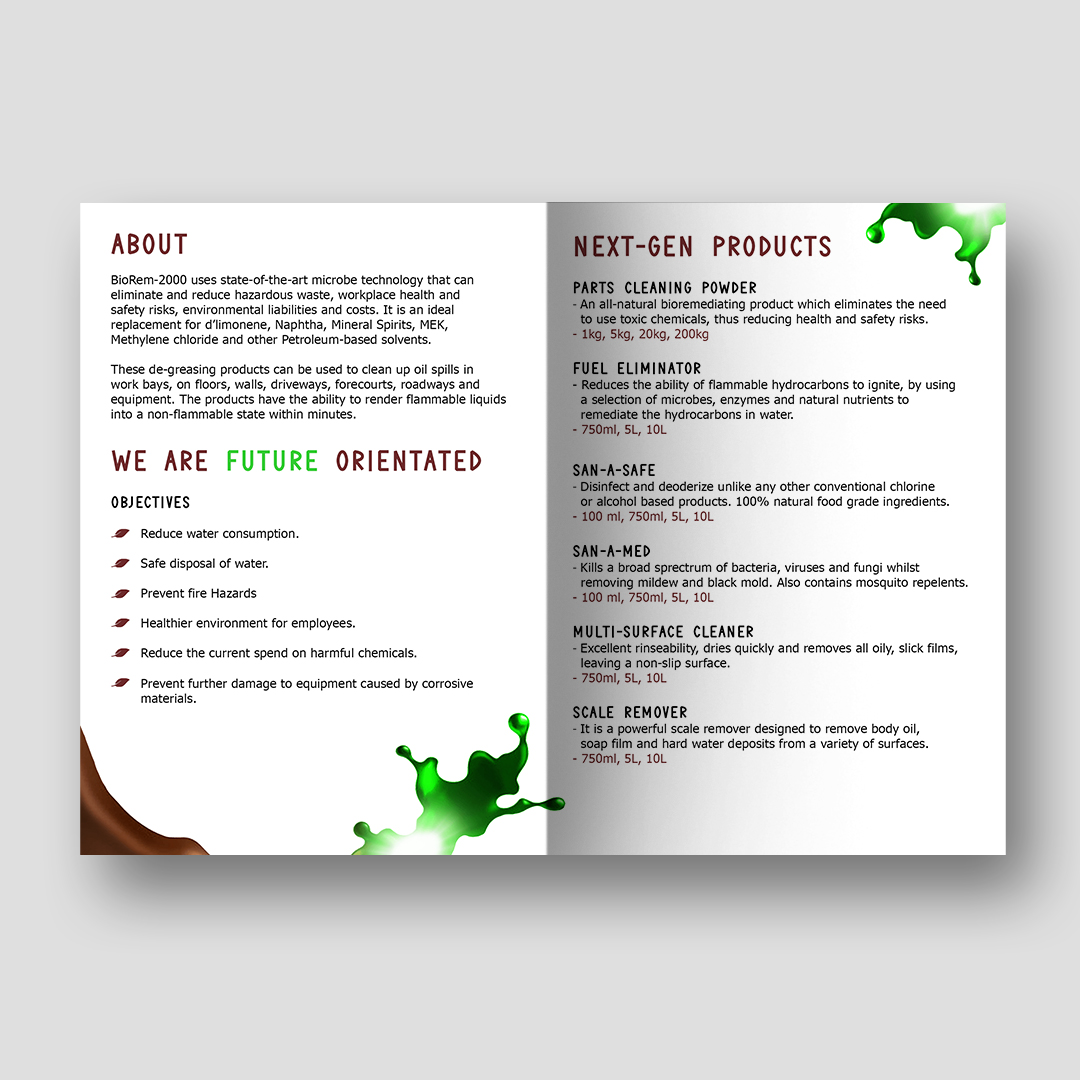 ABOUT
BioRem-2000 uses state-of-the-art microbe technology that can
eliminate and reduce hazardous waste, workplace health and
safety risks, environmental liabilities and costs. It is an ideal
replacement for d'limonene, Naphtha, Mineral Spirits, MEK,
Methylene chloride and other Petroleum-based solvents.
These de-greasing products can be used to clean up oil spills in
work bays, on floors, walls, driveways, forecourts, roadways and
equipment. The products have the ability to render flammable liquids
into a non-flammable state within minutes.
WE ARE FUTURE ORIENTATED
OBJECTIVES
Reduce water consumption.
Safe disposal of water.
Prevent fire Hazards
Healthier environment for employees.
Reduce the current spend on harmful chemicals.
Prevent further damage to equipment caused by corrosive
materials.
NEXT-GEN PRODUCTS
PARTS CLEANING POWDER
- An all-natural bioremediating product which eliminates the need
to use toxic chemicals, thus reducing health and safety risks.
- 1kg, 5kg, 20kg, 200kg
FUEL ELIMINATOR
- Reduces the ability of flammable hydrocarbons to ignite, by using
a selection of microbes, enzymes and natural nutrients to
remediate the hydrocarbons in water.
- 750ml, 5L, 10L
SAN-A-SAFE
- Disinfect and deodorize unlike any other conventional chlorine
or alcohol based products. 100% natural food grade ingredients.
- 100 ml, 750ml, 5L, 10L
SAN-A-MED
- Kills a broad sprectrum of bacteria, viruses and fungi whilst
removing mildew and black mold. Also contains mosquito repelents.
- 100 ml, 750ml, 5L, 10L
MULTI-SURFACE CLEANER
- Excellent rinseability, dries quickly and removes all oily, slick films,
leaving a non-slip surface.
- 750ml, 5L, 10L
SCALE REMOVER
- It is a powerful scale remover designed to remove body oil,
soap film and hard water deposits from a variety of surfaces.
- 750ml, 5L, 10L